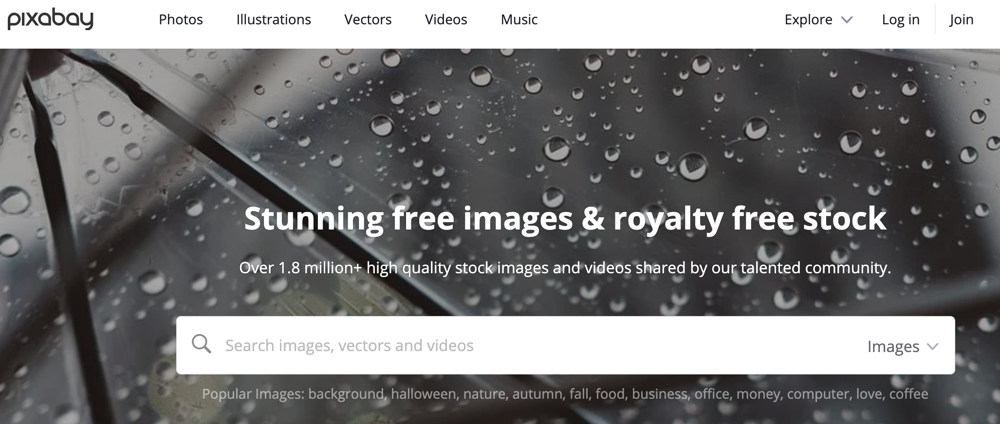 pixabay Photos Illustrations Vectors Videos Music Explore Log in Join
Stunning free images & royalty free stock
Over 1.8 million+ high quality stock images and videos shared by our talented community.
Search images, vectors and videos Images
Popular Images: background, halloween, nature, autumn, fall, food, business, office, money, computer, love, coffee